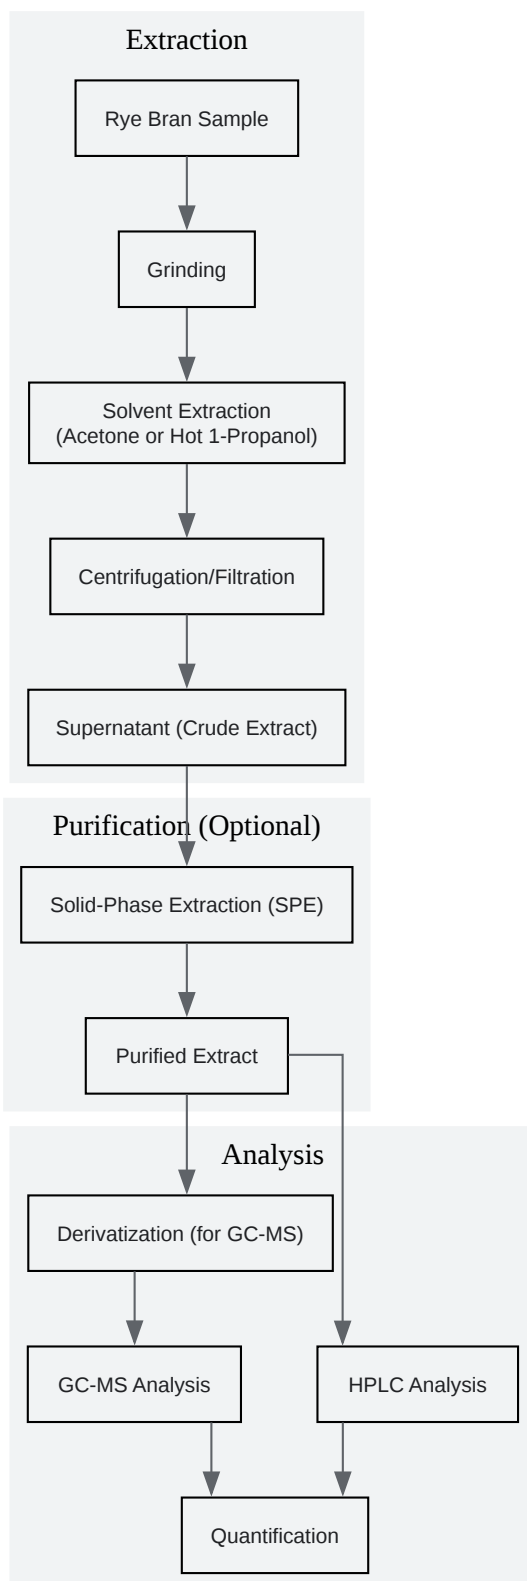 Extraction
Rye Bran Sample
Grinding
Solvent Extraction
(Acetone or Hot 1-Propanol)
Centrifugation/Filtration
Supernatant (Crude Extract)
Purification (Optional)
Solid-Phase Extraction (SPE)
Purified Extract
Analysis
Derivatization (for GC-MS)
GC-MS Analysis
HPLC Analysis
Quantification